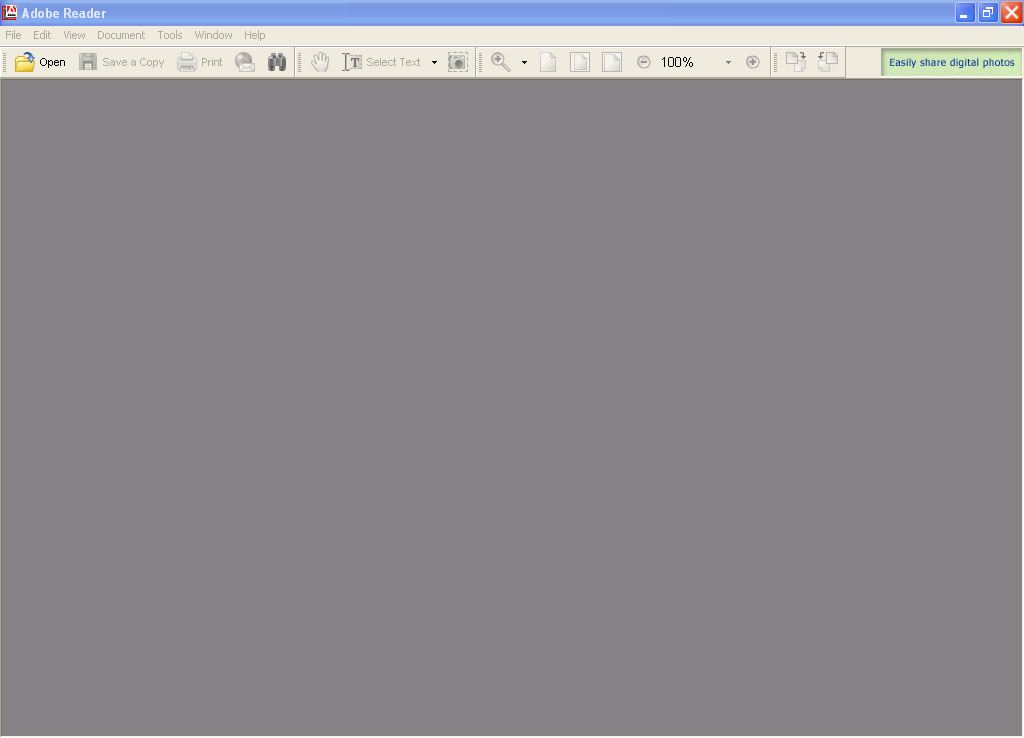 Adobe Reader
File Edit View Document Tools Window Help
Open Save a Copy Print Select Text 100% Easily share digital photos